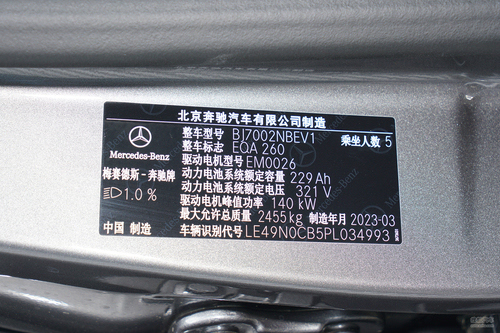 北京奔驰汽车有限公司制造
整车型号 BJ7002NBEV1 乘坐人数 5
整车标志 EQA 260
Mercedes-Benz
驱动电机型号 EM0026
梅赛德斯－奔驰牌
动力电池系统额定容量 229 Ah
动力电池系统额定电压 321 V
1.0 %
驱动电机峰值功率 140 kW
最大允许总质量 2455 kg 制造年月 2023-03
中国 制造
车辆识别代号 LE49N0CB5PL034993